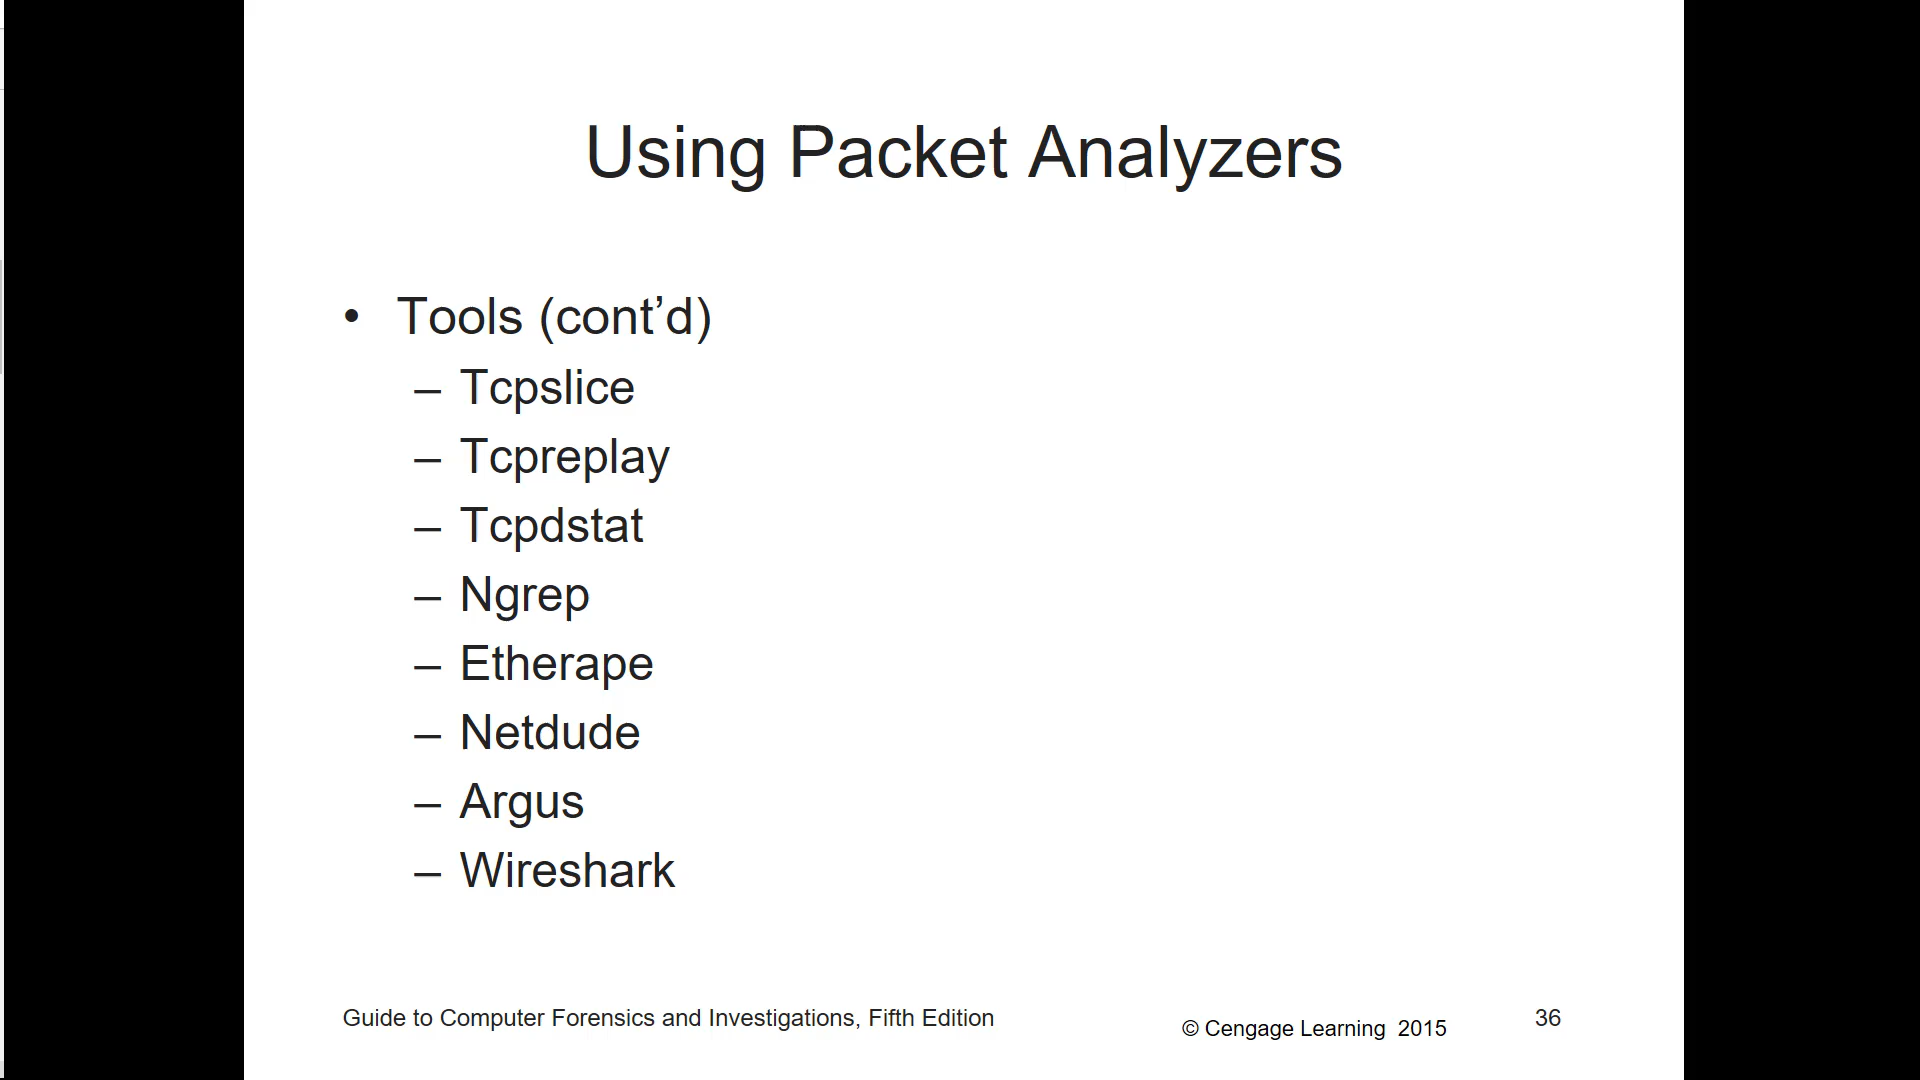 Using Packet Analyzers
• Tools (cont’d)
– Tcpslice
– Tcpreplay
– Tcpdstat
– Ngrep
– Etherape
– Netdude
– Argus
– Wireshark
Guide to Computer Forensics and Investigations, Fifth Edition
© Cengage Learning 2015
36